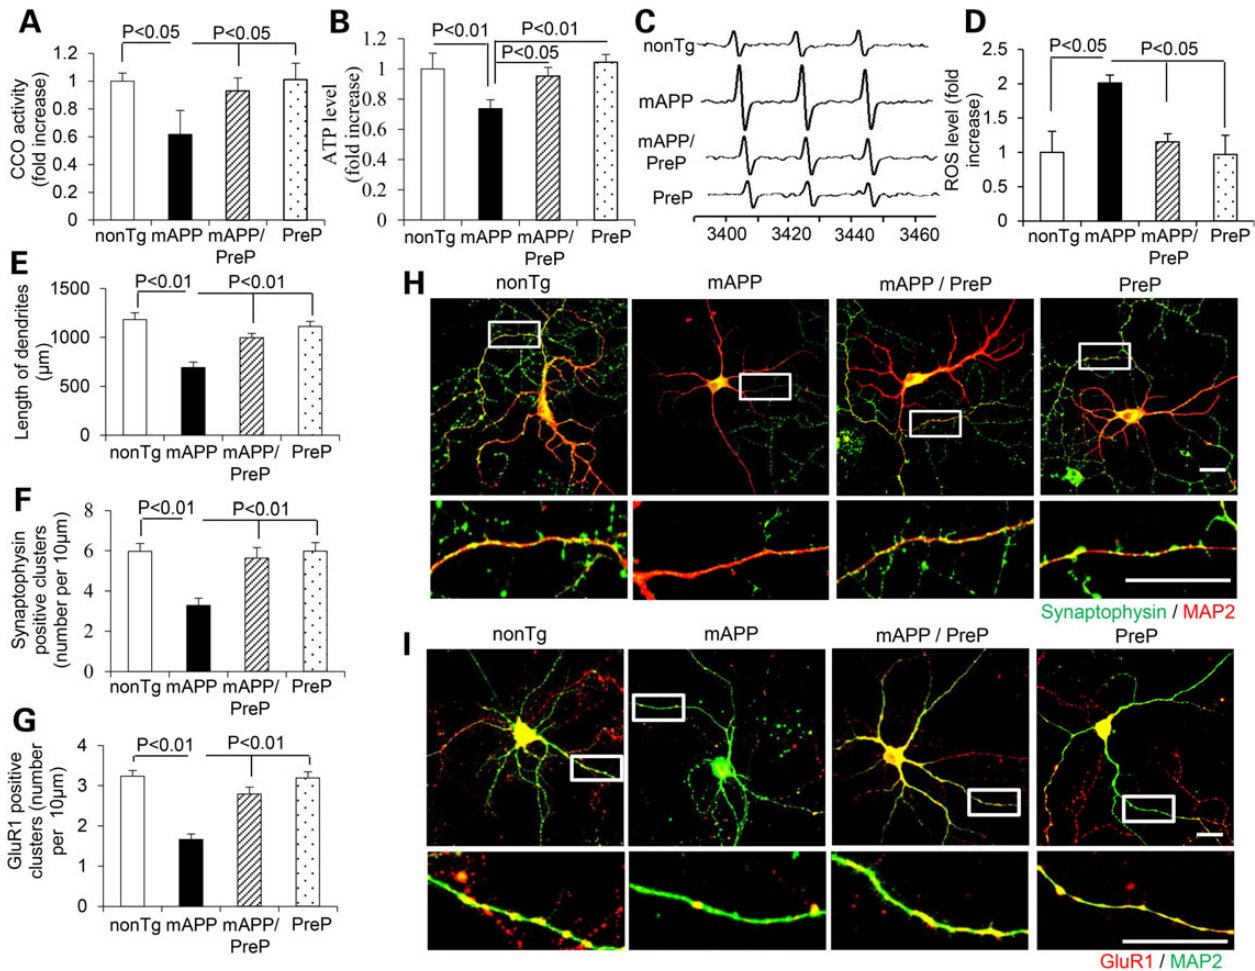 A
P<0.05
P<0.05
CCO activity
(fold increase)
1.2
1
0.8
0.6
0.4
0.2
0
nonTg mAPP mAPP/ PreP
PreP
B
P<0.01
P<0.01
P<0.05
ATP level
(fold increase)
1.2
1
0.8
0.6
0.4
0.2
0
nonTg mAPP mAPP/ PreP
PreP
C
nonTg
mAPP
mAPP/
PreP
PreP
3400 3420 3440 3460
D
P<0.05
P<0.05
ROS level (fold
increase)
2.5
2
1.5
1
0.5
0
nonTg mAPP mAPP/ PreP
PreP
E
P<0.01
P<0.01
Length of dendrites
(μm)
1500
1000
500
0
nonTg mAPP mAPP/ PreP
PreP
F
P<0.01
P<0.01
Synaptophysin
positive clusters
(number per 10μm)
8
6
4
2
0
nonTg mAPP mAPP/ PreP
PreP
G
P<0.01
P<0.01
GluR1 positive
clusters (number
per 10μm)
4
3
2
1
0
nonTg mAPP mAPP/ PreP
PreP
H
nonTg mAPP mAPP / PreP PreP
Synaptophysin / MAP2
I
nonTg mAPP mAPP / PreP PreP
GluR1 / MAP2